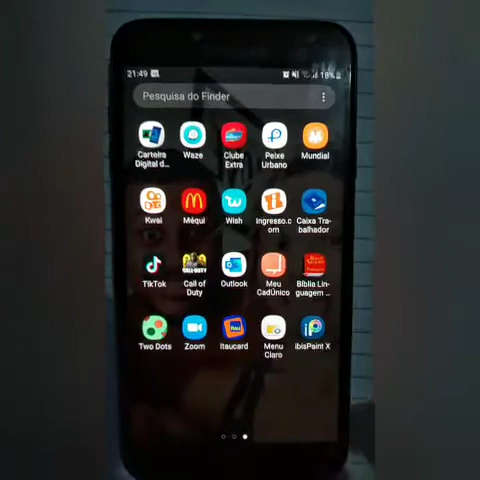 21:49
18%
Pesquisa do Finder
Carteira
Digital d...
Waze
Clube
Extra
Peixe
Urbano
Mundial
Kwai
Méqui
Wish
Ingresso.c
om
Caixa Tra-
balhador
TikTok
Call of
Duty
Outlook
Meu
CadÚnico
Bíblia Lin-
guagem ...
Two Dots
Zoom
Itaucard
Menu
Claro
ibisPaint X